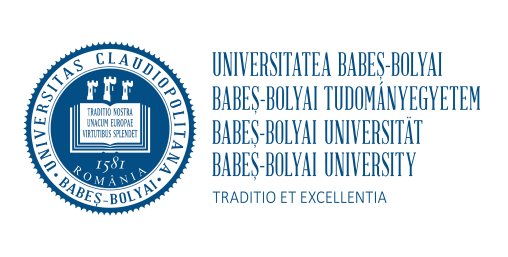 UNIVERSITAS CLAUDIOPOLITANA
TRADITIO NOSTRA
UNACUM EUROPAE
VIRTUTIBUS SPLENDET
1581
ROMÂNIA
· BABEȘ-BOLYAI ·
UNIVERSITATEA BABEȘ-BOLYAI
BABEȘ-BOLYAI TUDOMÁNYEGYETEM
BABEȘ-BOLYAI UNIVERSITÄT
BABEȘ-BOLYAI UNIVERSITY
TRADITIO ET EXCELLENTIA